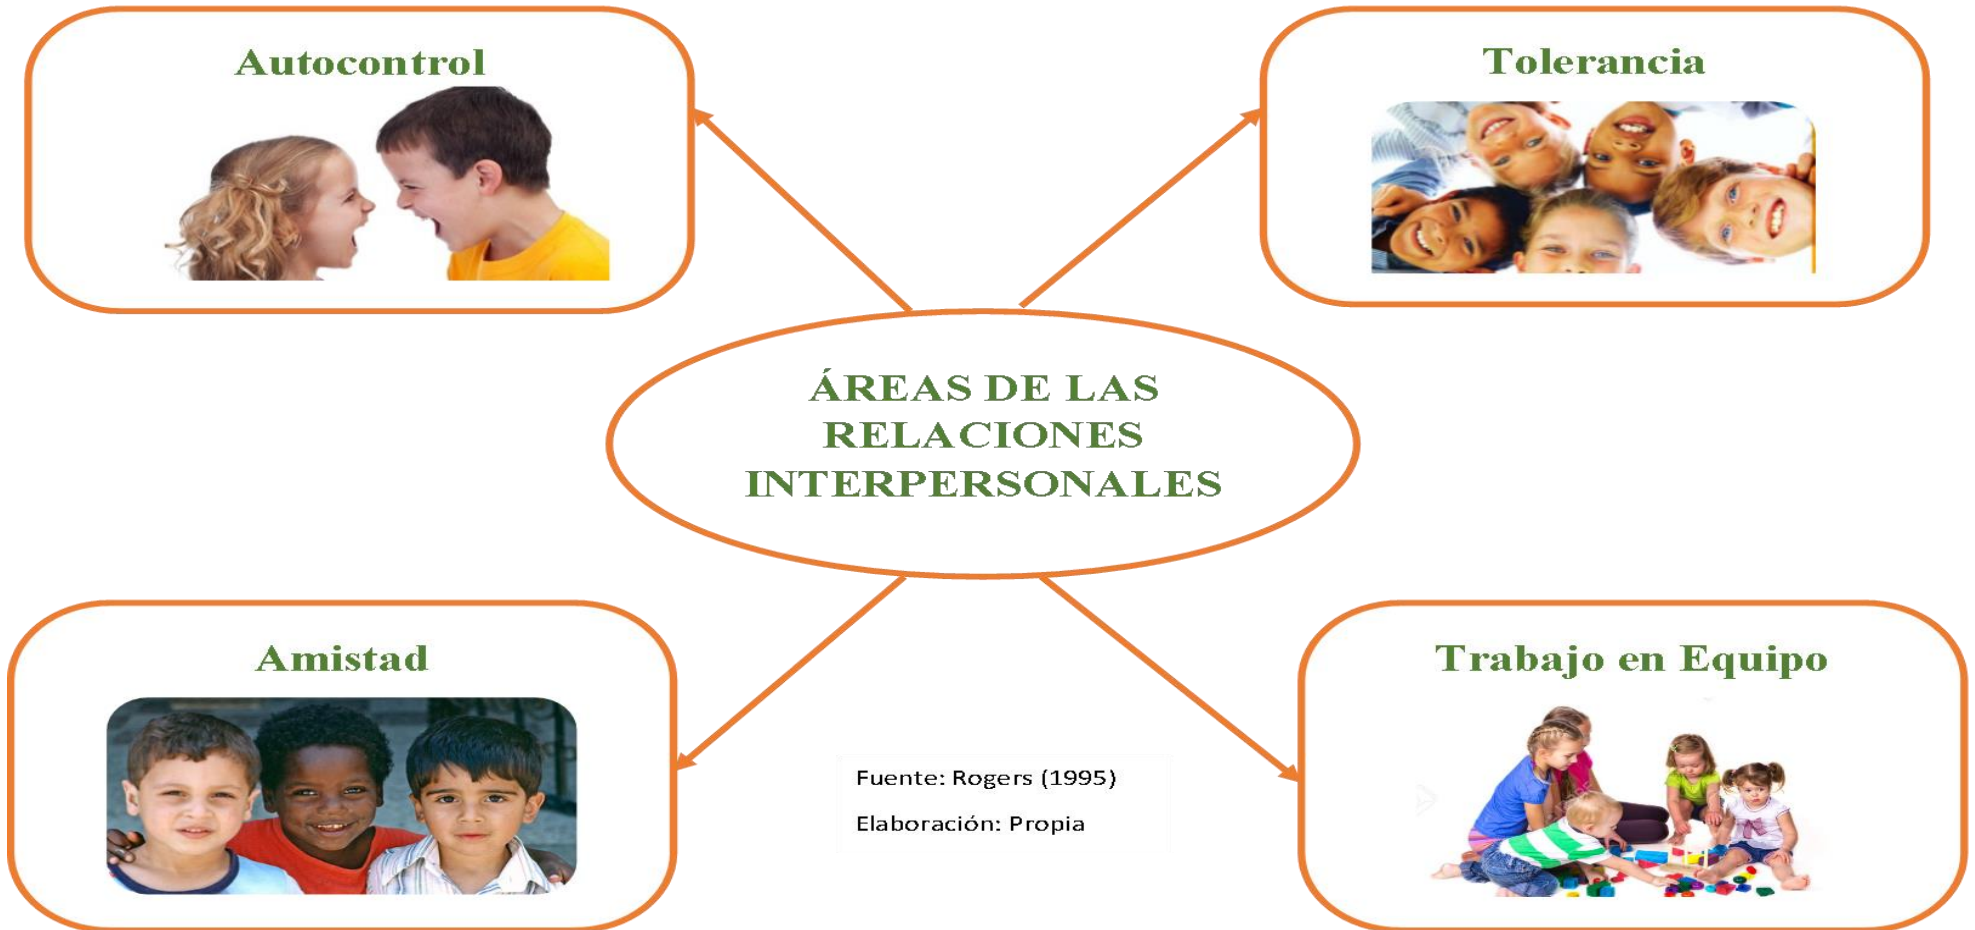 Autocontrol
Tolerancia
ÁREAS DE LAS
RELACIONES
INTERPERSONALES
Amistad
Trabajo en Equipo
Fuente: Rogers (1995)
Elaboración: Propia